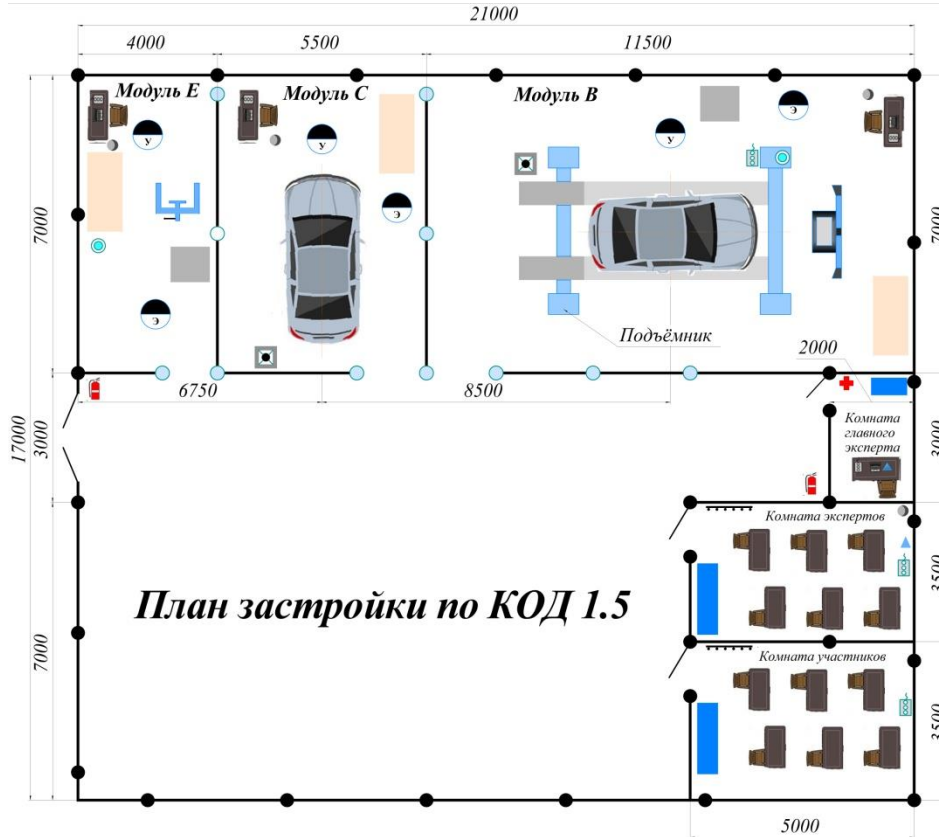 21000
4000
5500
11500
Модуль Е
Модуль С
Модуль В
У
У
У
Э
Э
Э
7000
7000
Подъёмник
2000
6750
8500
17000
3000
3000
Комната
главного
эксперта
Комната экспертов
3500
План застройки по КОД 1.5
7000
Комната участников
3500
5000